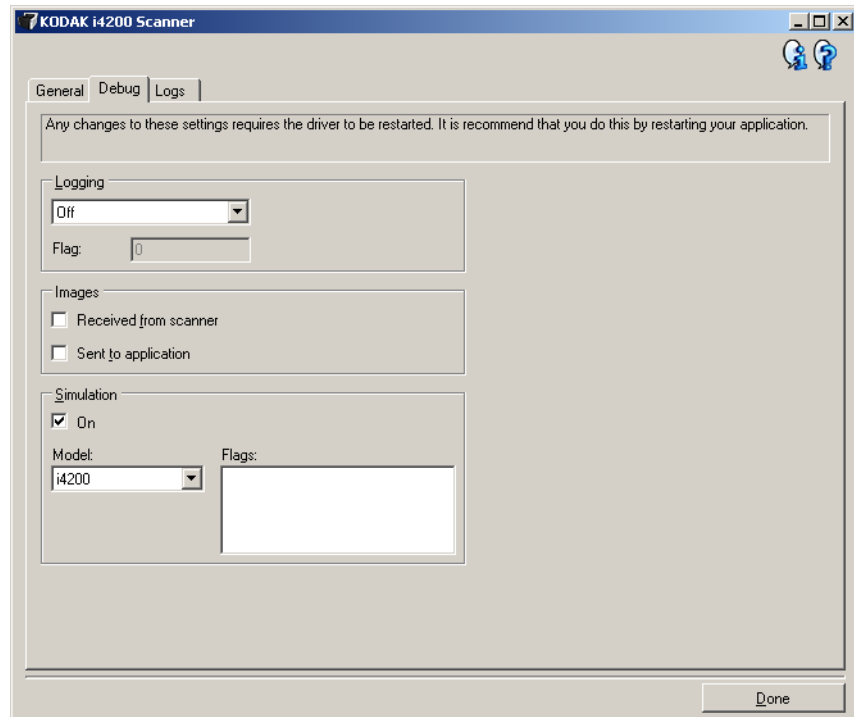 KODAK i4200 Scanner
General Debug Logs
Any changes to these settings requires the driver to be restarted. It is recommend that you do this by restarting your application.
Logging
Off
Flag: 0
Images
Received from scanner
Sent to application
Simulation
On
Model: Flags:
i4200
Done